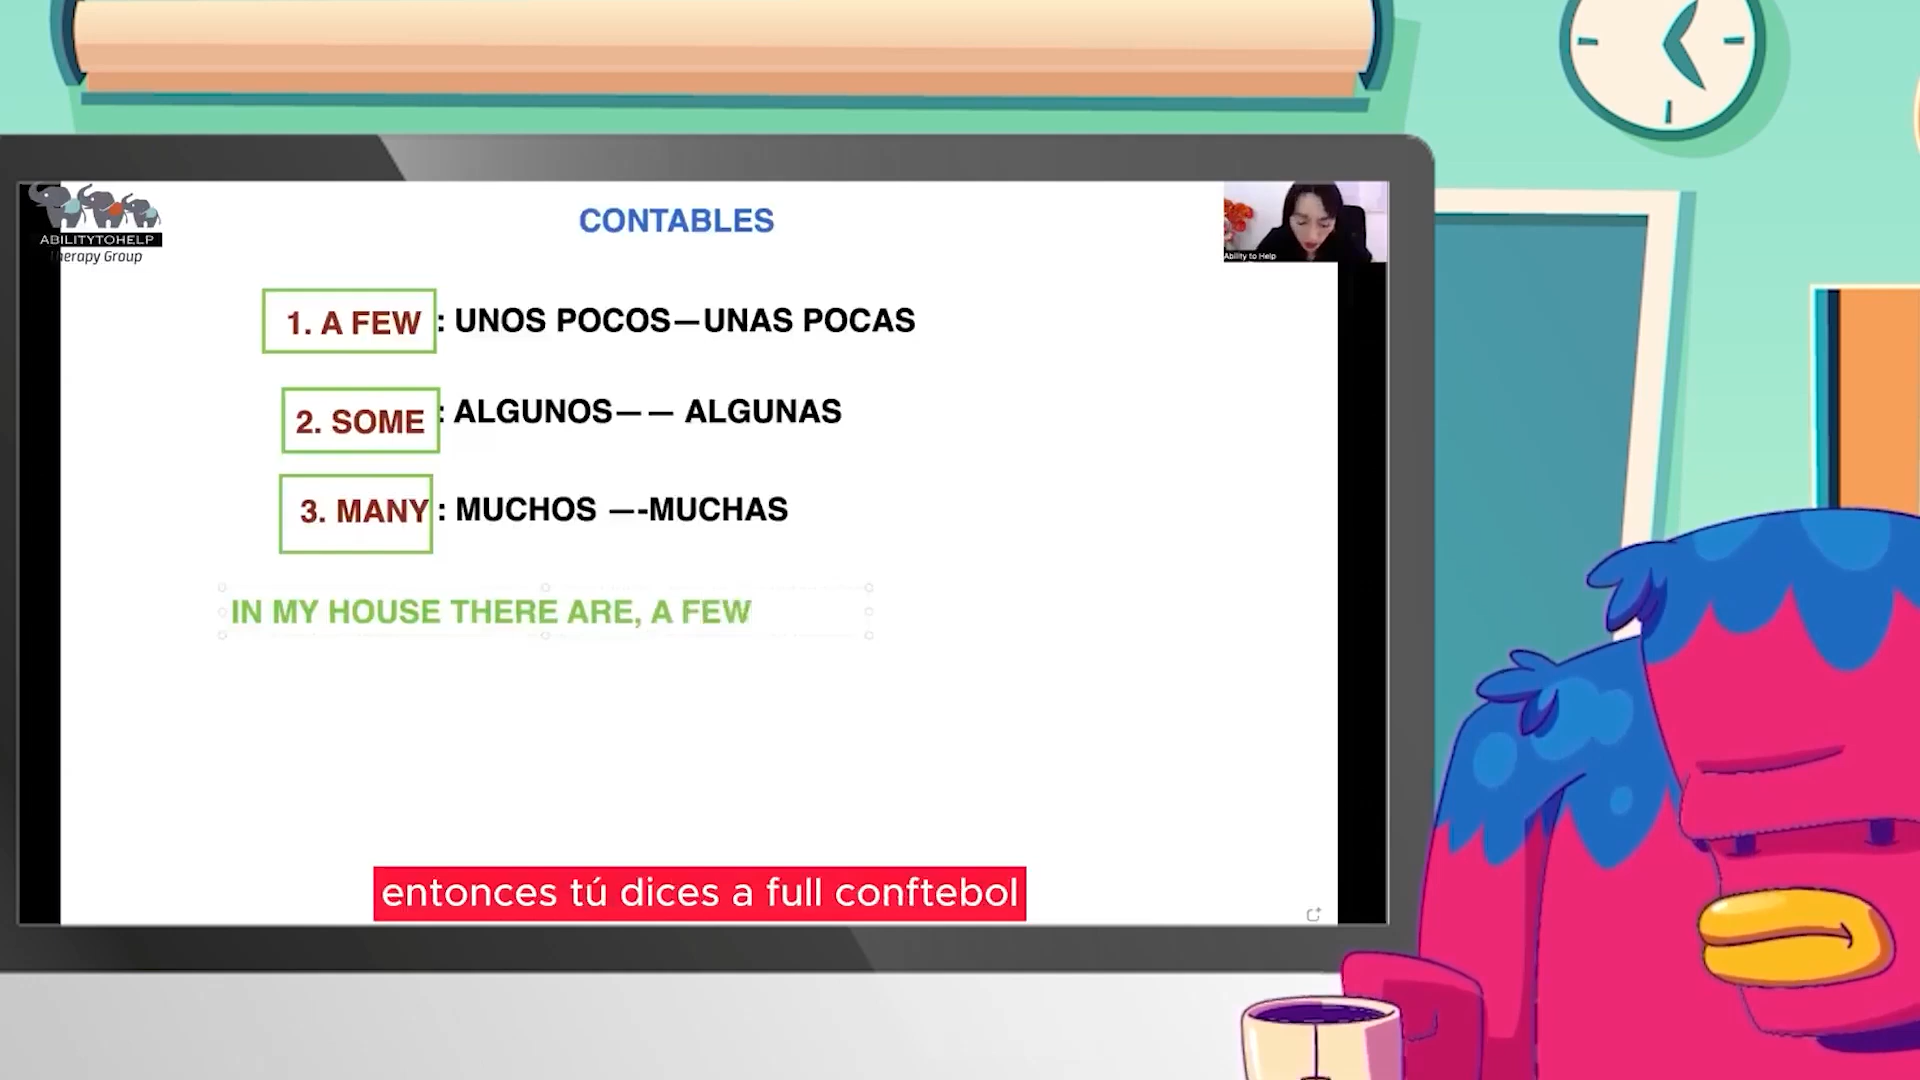 ABILITYTOHELP
Therapy Group
CONTABLES
Ability to Help
1. A FEW : UNOS POCOS—UNAS POCAS
2. SOME : ALGUNOS—— ALGUNAS
3. MANY : MUCHOS —-MUCHAS
IN MY HOUSE THERE ARE, A FEW
entonces tú dices a full conftebol